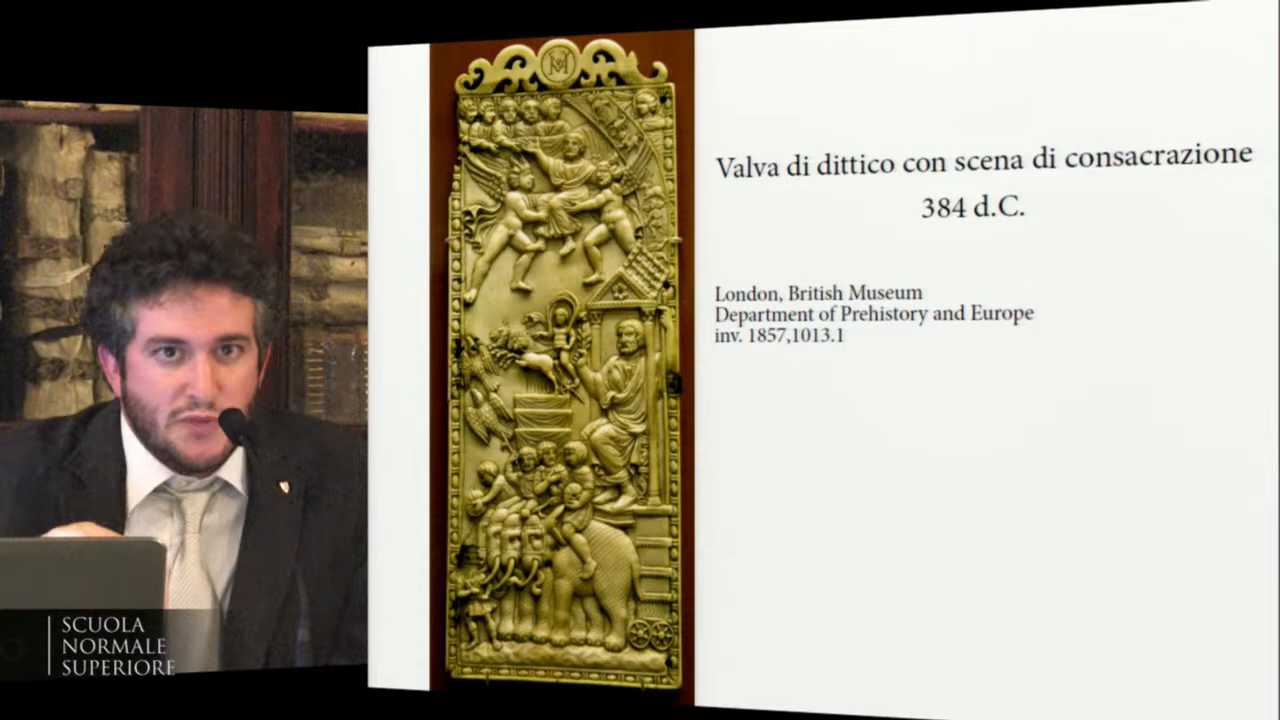 Valva di dittico con scena di consacrazione
384 d.C.
London, British Museum
Department of Prehistory and Europe
inv. 1857,1013.1
SCUOLA
NORMALE
SUPERIORE